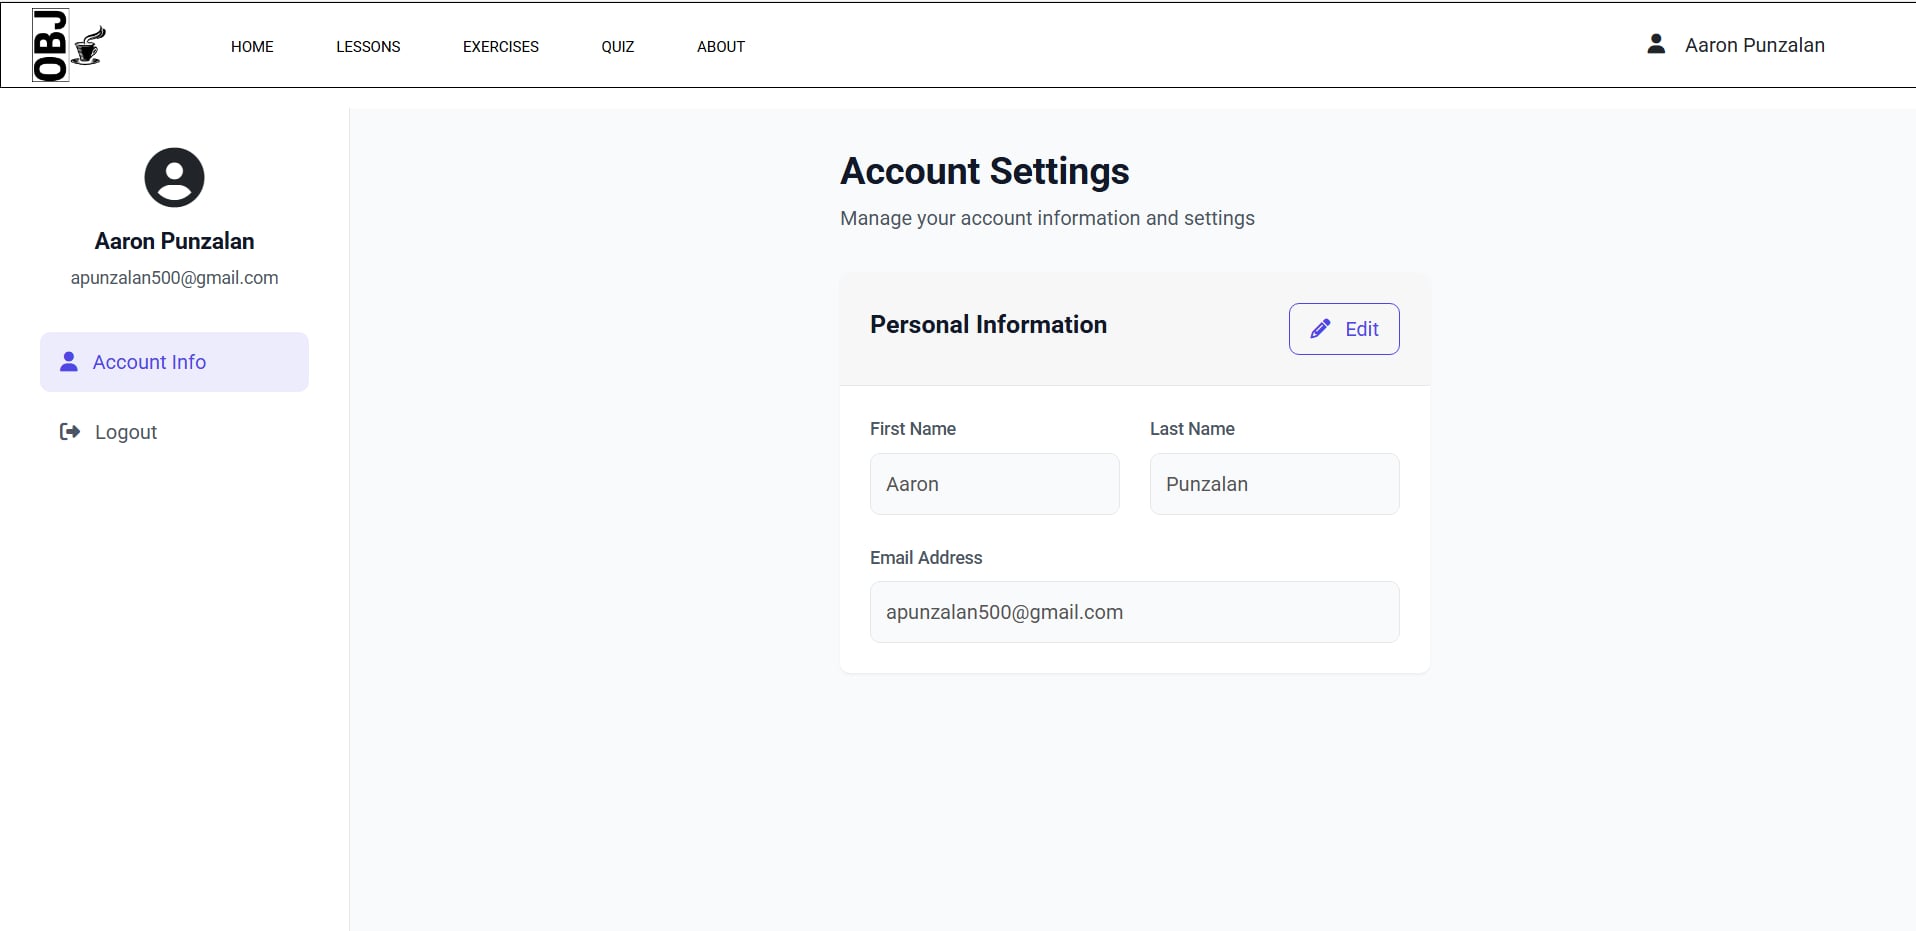 OBJ
HOME LESSONS EXERCISES QUIZ ABOUT
Aaron Punzalan
Aaron Punzalan
apunzalan500@gmail.com
Account Info
Logout
Account Settings
Manage your account information and settings
Personal Information
Edit
First Name Last Name
Aaron Punzalan
Email Address
apunzalan500@gmail.com